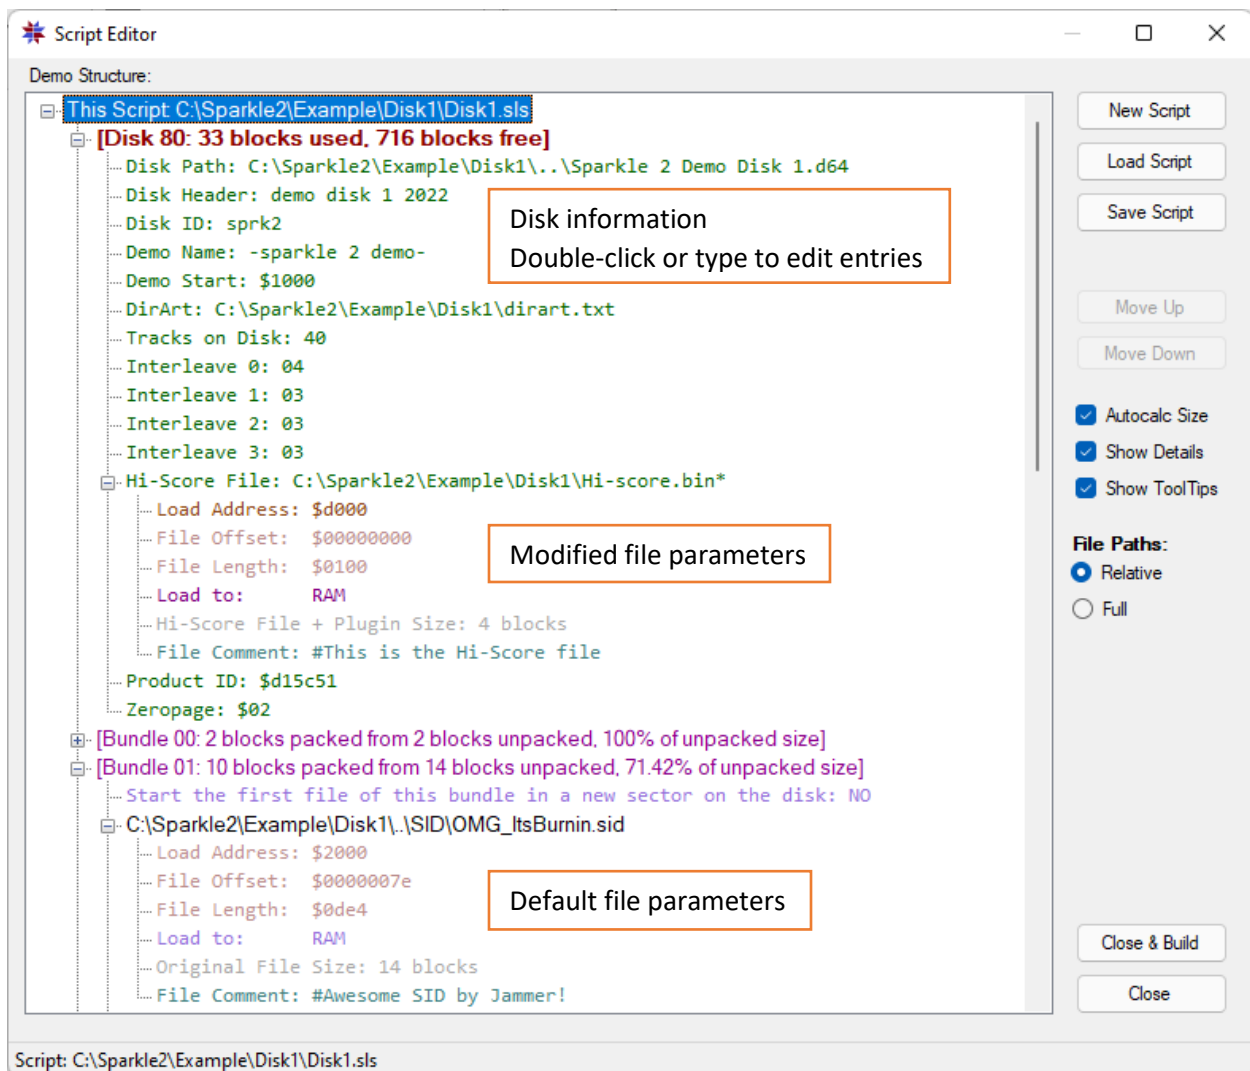 Script Editor
Demo Structure:
This Script: C:\Sparkle2\Example\Disk1\Disk1.sls
[Disk 80: 33 blocks used, 716 blocks free]
Disk Path: C:\Sparkle2\Example\Disk1\..\Sparkle 2 Demo Disk 1.d64
Disk Header: demo disk 1 2022
Disk ID: sprk2
Demo Name: -sparkle 2 demo-
Demo Start: $1000
DirArt: C:\Sparkle2\Example\Disk1\dirart.txt
Tracks on Disk: 40
Interleave 0: 04
Interleave 1: 03
Interleave 2: 03
Interleave 3: 03
Hi-Score File: C:\Sparkle2\Example\Disk1\Hi-score.bin*
Load Address: $d000
File Offset: $00000000
File Length: $0100
Load to: RAM
Hi-Score File + Plugin Size: 4 blocks
File Comment: #This is the Hi-Score file
Product ID: $d15c51
Zeropage: $02
[Bundle 00: 2 blocks packed from 2 blocks unpacked, 100% of unpacked size]
[Bundle 01: 10 blocks packed from 14 blocks unpacked, 71.42% of unpacked size]
Start the first file of this bundle in a new sector on the disk: NO
C:\Sparkle2\Example\Disk1\..\SID\OMG_ItsBurnin.sid
Load Address: $2000
File Offset: $0000007e
File Length: $0de4
Load to: RAM
Original File Size: 14 blocks
File Comment: #Awesome SID by Jammer!
Disk information
Double-click or type to edit entries
Modified file parameters
Default file parameters
New Script
Load Script
Save Script
Move Up
Move Down
Autocalc Size
Show Details
Show ToolTips
File Paths:
Relative
Full
Close & Build
Close
Script: C:\Sparkle2\Example\Disk1\Disk1.sls